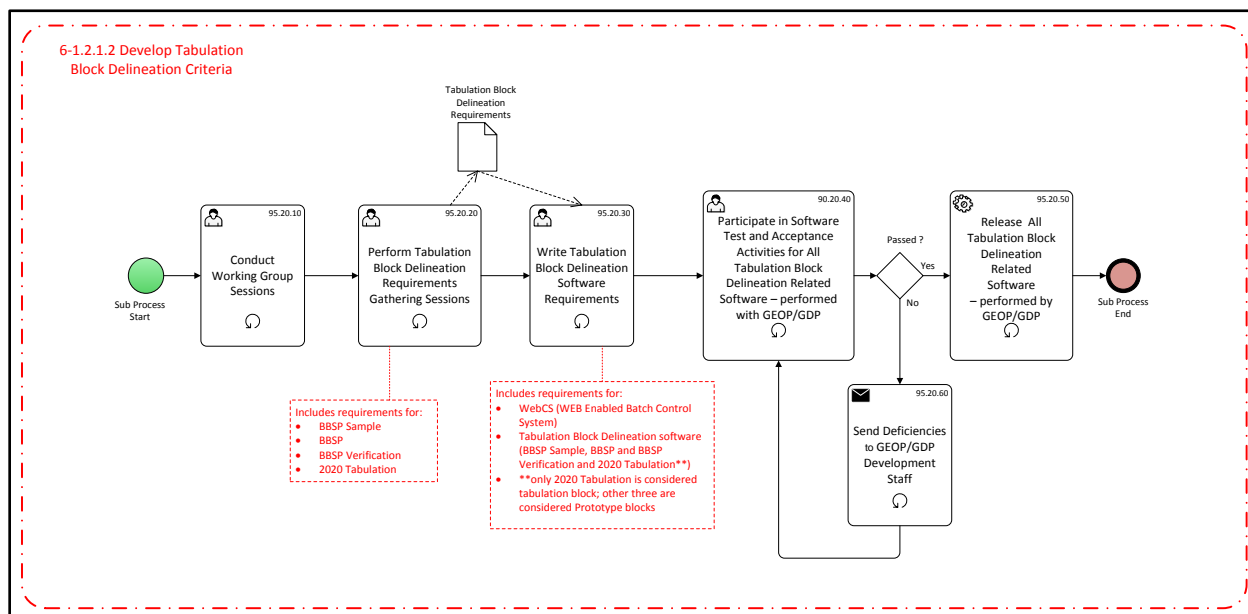 6-1.2.1.2 Develop Tabulation
Block Delineation Criteria
Tabulation Block
Delineation
Requirements
Sub Process
Start
95.20.10
Conduct
Working Group
Sessions
95.20.20
Perform Tabulation
Block Delineation
Requirements
Gathering Sessions
95.20.30
Write Tabulation
Block Delineation
Software
Requirements
90.20.40
Participate in Software
Test and Acceptance
Activities for All
Tabulation Block
Delineation Related
Software – performed
with GEOP/GDP
Passed ?
Yes
No
95.20.50
Release All
Tabulation Block
Delineation
Related
Software
– performed by
GEOP/GDP
Sub Process
End
95.20.60
Send Deficiencies
to GEOP/GDP
Development
Staff
Includes requirements for:
• BBSP Sample
• BBSP
• BBSP Verification
• 2020 Tabulation
Includes requirements for:
• WebCS (WEB Enabled Batch Control
System)
• Tabulation Block Delineation software
(BBSP Sample, BBSP and BBSP
Verification and 2020 Tabulation**)
• **only 2020 Tabulation is considered
tabulation block; other three are
considered Prototype blocks